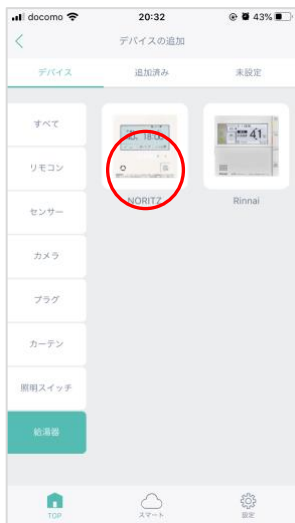 docomo 20:32 43%
デバイスの追加
デバイス 追加済み 未設定
すべて
リモコン
センサー
カメラ
プラグ
カーテン
照明スイッチ
給湯器
18:00
41
NORITZ Rinnai
TOP スマート 設定